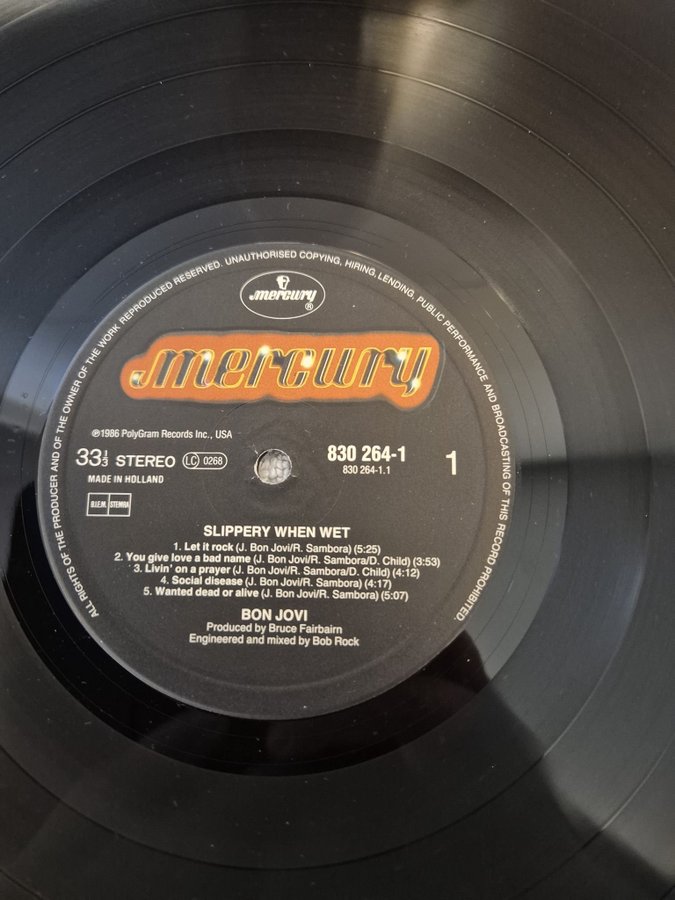 ALL RIGHTS OF THE PRODUCER AND OF THE OWNER OF THE WORK REPRODUCED RESERVED. UNAUTHORISED COPYING, HIRING, LENDING, PUBLIC PERFORMANCE AND BROADCASTING OF THIS RECORD PROHIBITED
mercury ®
mercury
℗1986 PolyGram Records Inc., USA
33⅓ STEREO LC 0268
830 264-1
830 264-1.1
1
MADE IN HOLLAND
B.I.E.M. STEMRA
SLIPPERY WHEN WET
1. Let it rock (J. Bon Jovi/R. Sambora) (5:25)
2. You give love a bad name (J. Bon Jovi/R. Sambora/D. Child) (3:53)
3. Livin' on a prayer (J. Bon Jovi/R. Sambora/D. Child) (4:12)
4. Social disease (J. Bon Jovi/R. Sambora) (4:17)
5. Wanted dead or alive (J. Bon Jovi/R. Sambora) (5:07)
BON JOVI
Produced by Bruce Fairbairn
Engineered and mixed by Bob Rock